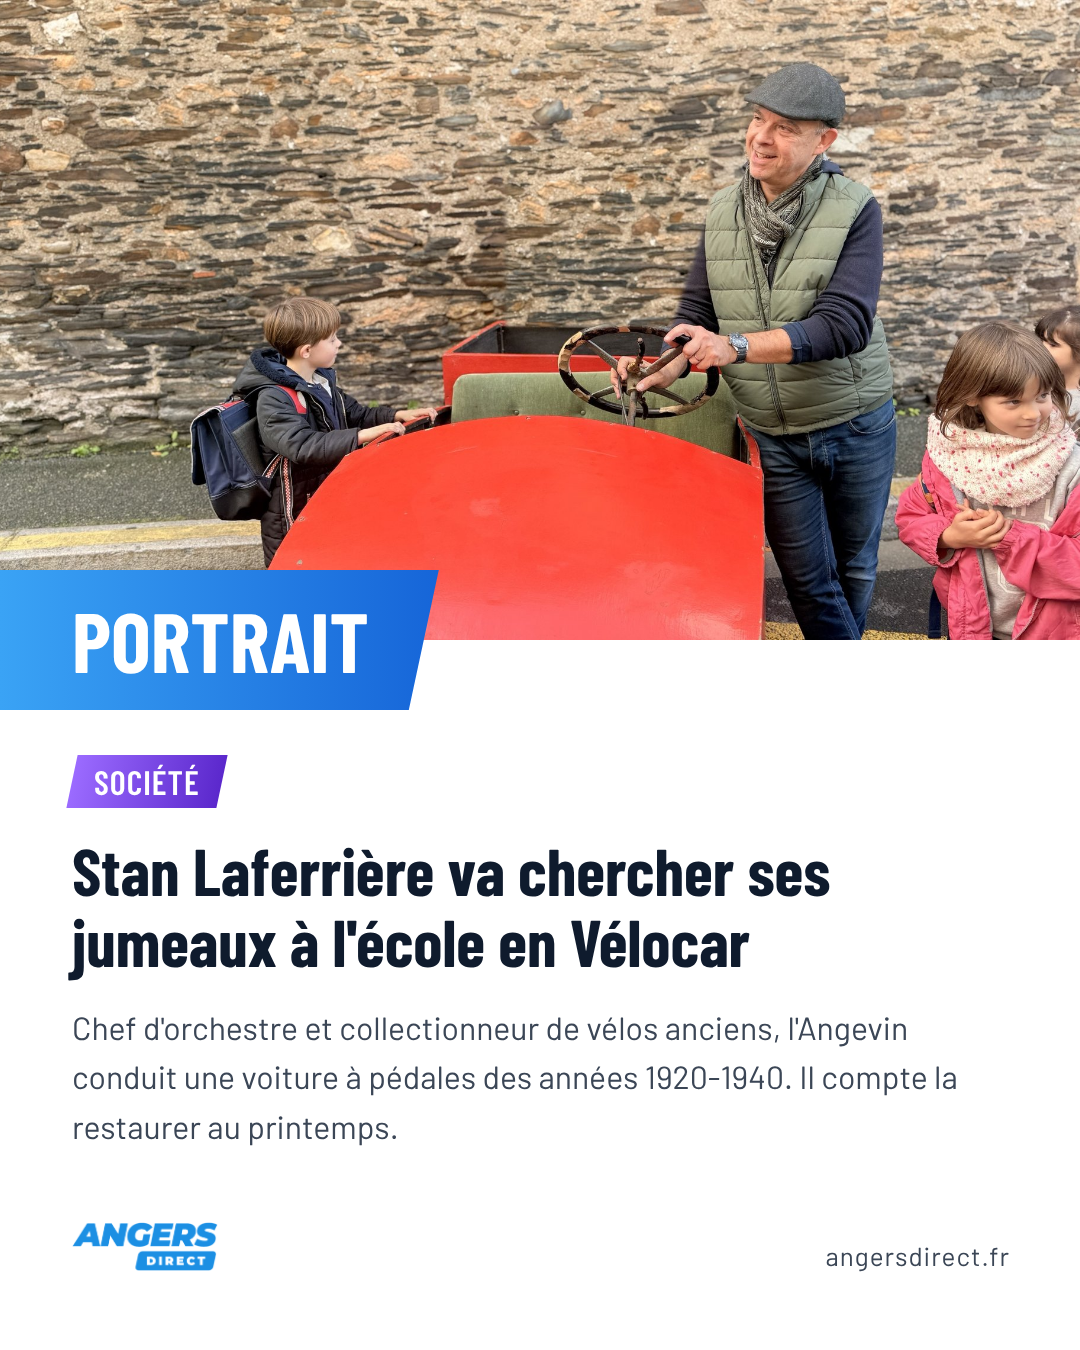 PORTRAIT
SOCIÉTÉ
Stan Laferrière va chercher ses
jumeaux à l'école en Vélocar
Chef d'orchestre et collectionneur de vélos anciens, l'Angevin
conduit une voiture à pédales des années 1920-1940. Il compte la
restaurer au printemps.
ANGERS
DIRECT
angersdirect.fr